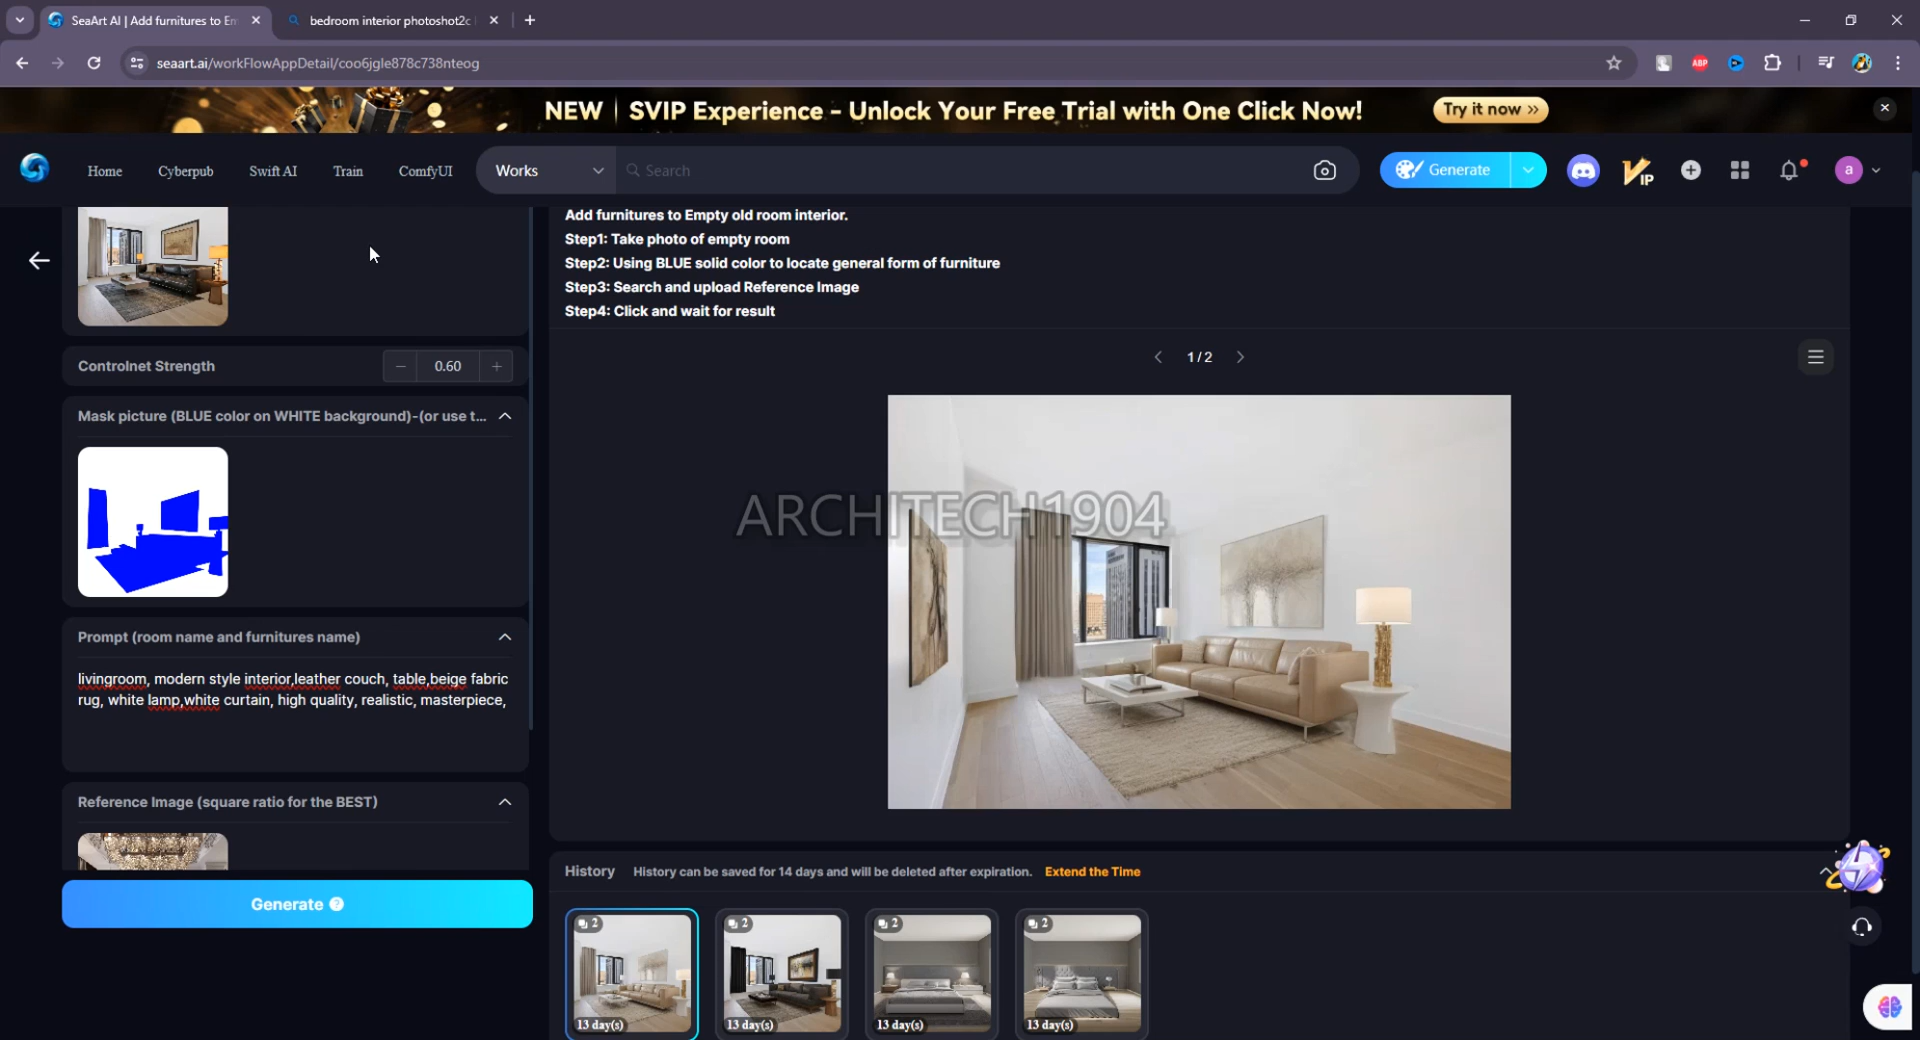 SeaArt AI | Add furnitures to Em
bedroom interior photoshot2c
seaart.ai/workFlowAppDetail/coo6jgle878c738nteog
ABP
NEW | SVIP Experience - Unlock Your Free Trial with One Click Now!
Try it now »
Home
Cyberpub
Swift AI
Train
ComfyUI
Works
Search
Generate
VIP
a
Add furnitures to Empty old room interior.
Step1: Take photo of empty room
Step2: Using BLUE solid color to locate general form of furniture
Step3: Search and upload Reference Image
Step4: Click and wait for result
Controlnet Strength
0.60
1 / 2
Mask picture (BLUE color on WHITE background)-(or use t...
ARCHITECH1904
Prompt (room name and furnitures name)
livingroom, modern style interior,leather couch, table,beige fabric
rug, white lamp,white curtain, high quality, realistic, masterpiece,
Reference Image (square ratio for the BEST)
Generate
History
History can be saved for 14 days and will be deleted after expiration.
Extend the Time
2
2
2
2
13 day(s)
13 day(s)
13 day(s)
13 day(s)